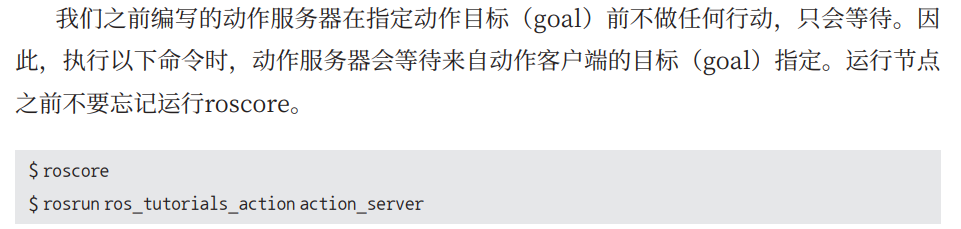 我们之前编写的动作服务器在指定动作目标（goal）前不做任何行动，只会等待。因
此，执行以下命令时，动作服务器会等待来自动作客户端的目标（goal）指定。运行节点
之前不要忘记运行roscore。
$ roscore
$ rosrun ros_tutorials_action action_server